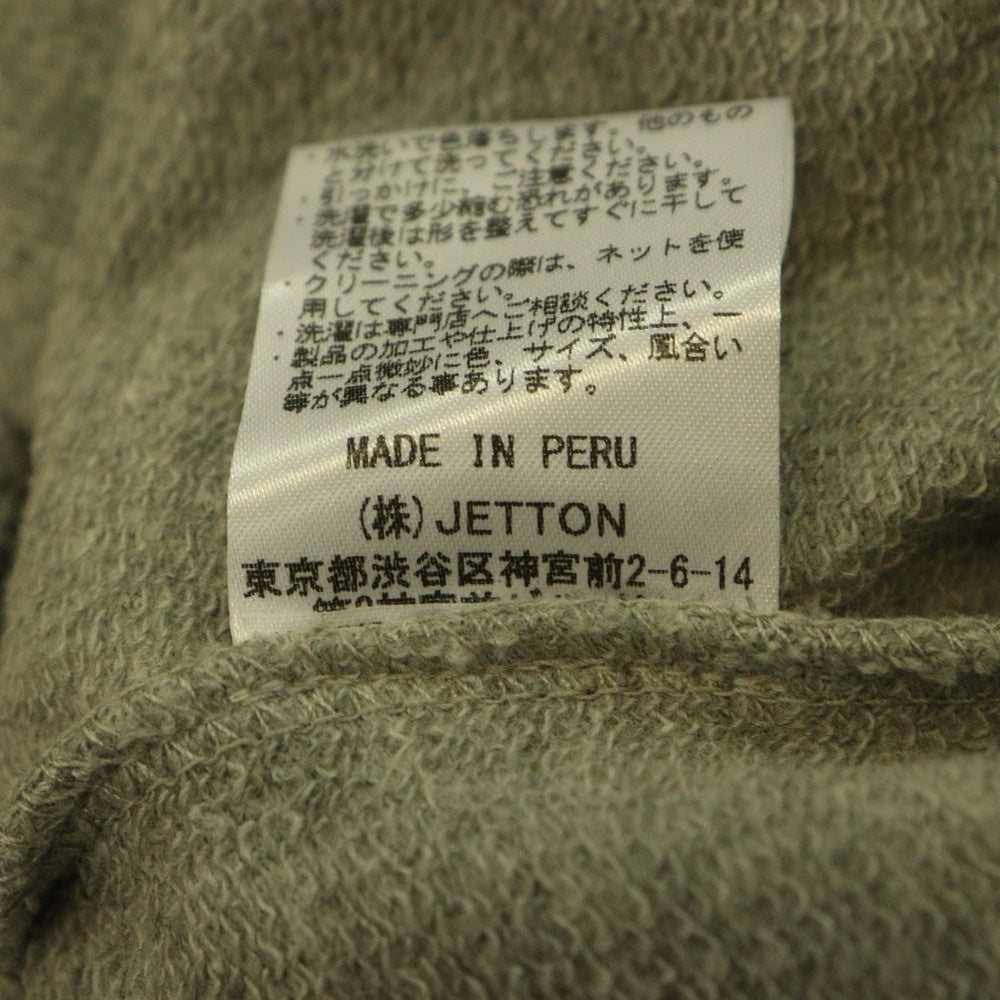 ・水洗いで色落ちします。他のもの
と分けて洗ってください。
・引っかけに、ご注意ください。
・洗濯で多少縮む恐れがあります。
洗濯後は形を整えてすぐに干して
ください。
・クリーニングの際は、ネットを使
用してください。
・洗濯は専門店へご相談ください。
・製品の加工や仕上げの特性上、一
点一点微妙に色、サイズ、風合い
等が異なる事あります。
MADE IN PERU
(株)JETTON
東京都渋谷区神宮前2-6-14